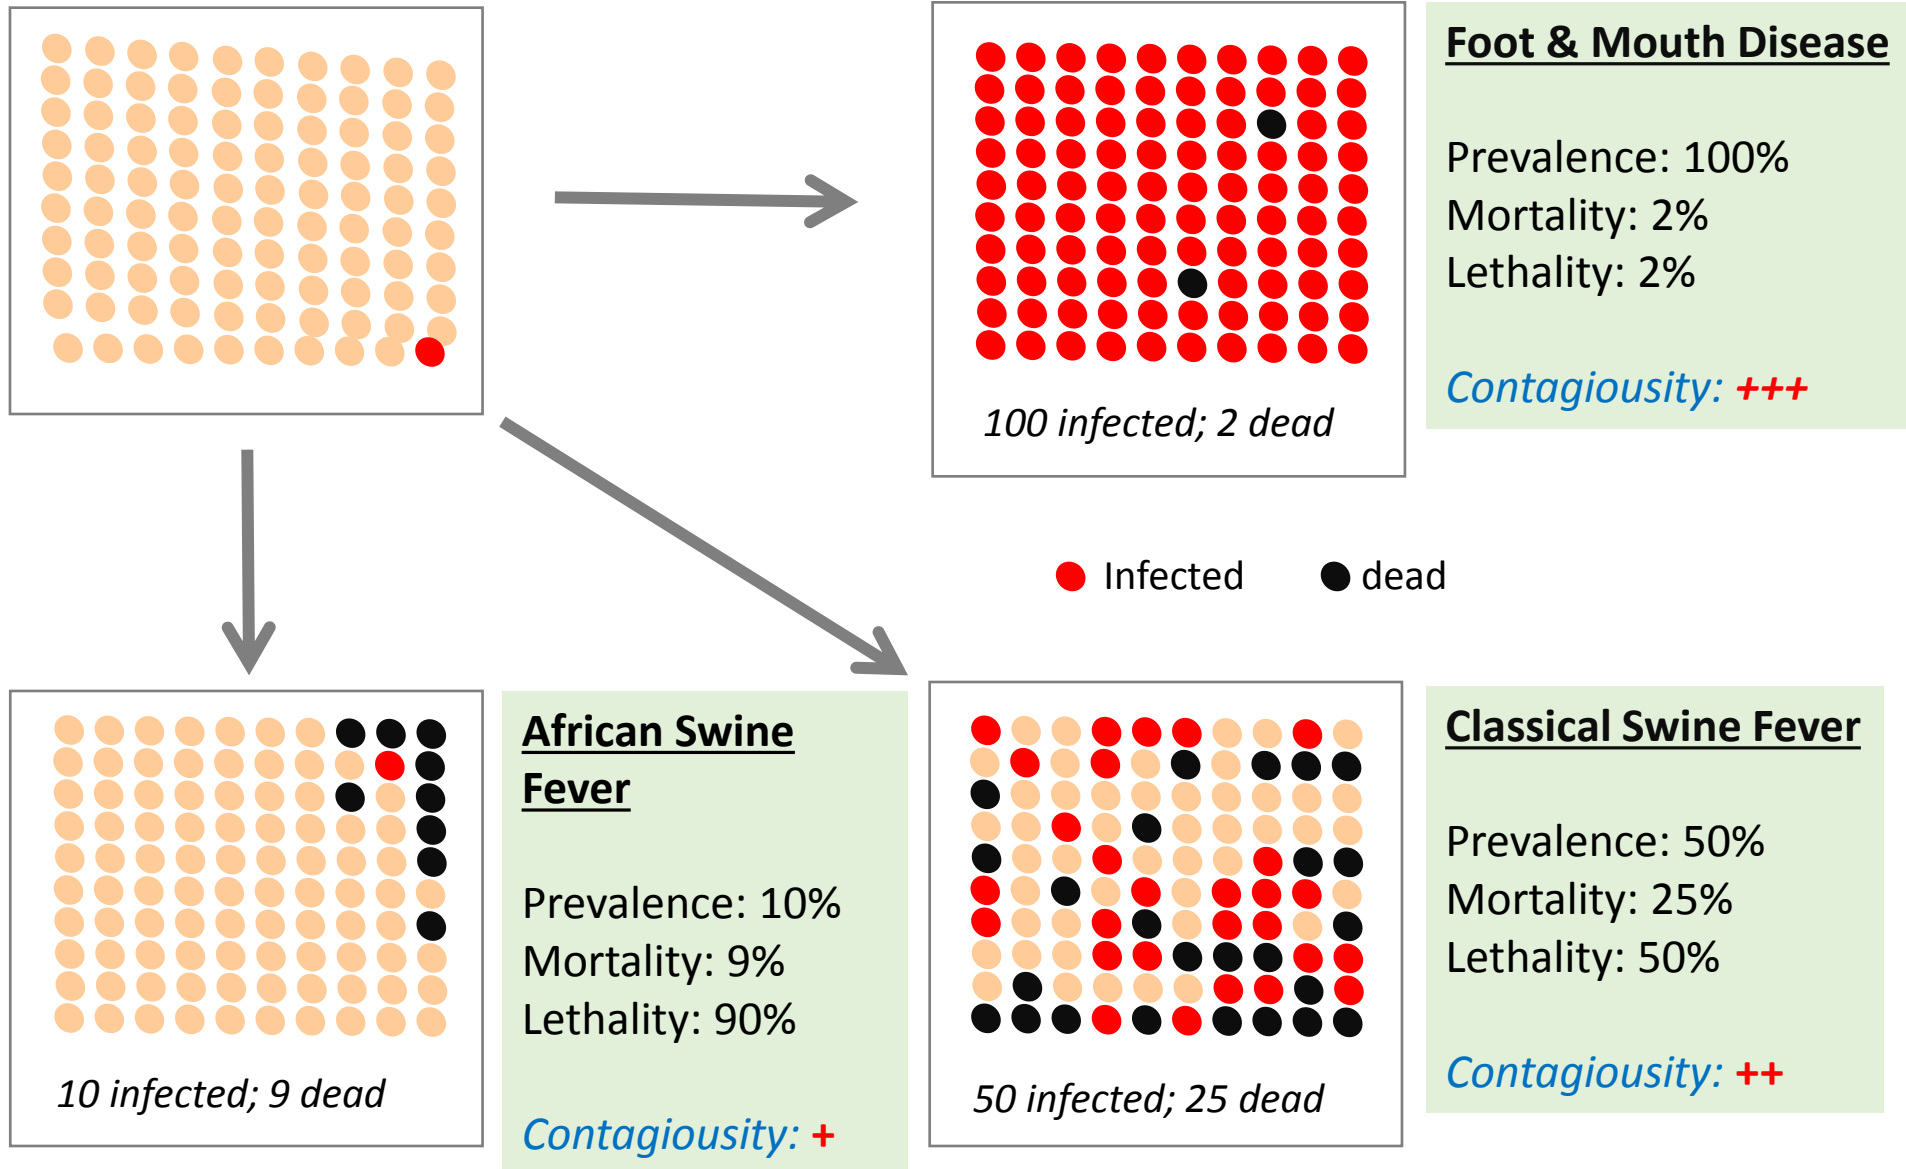 Foot & Mouth Disease
Prevalence: 100%
Mortality: 2%
Lethality: 2%
Contagiousity: +++
100 infected; 2 dead
Infected
dead
African Swine
Fever
Prevalence: 10%
Mortality: 9%
Lethality: 90%
Contagiousity: +
10 infected; 9 dead
Classical Swine Fever
Prevalence: 50%
Mortality: 25%
Lethality: 50%
Contagiousity: ++
50 infected; 25 dead